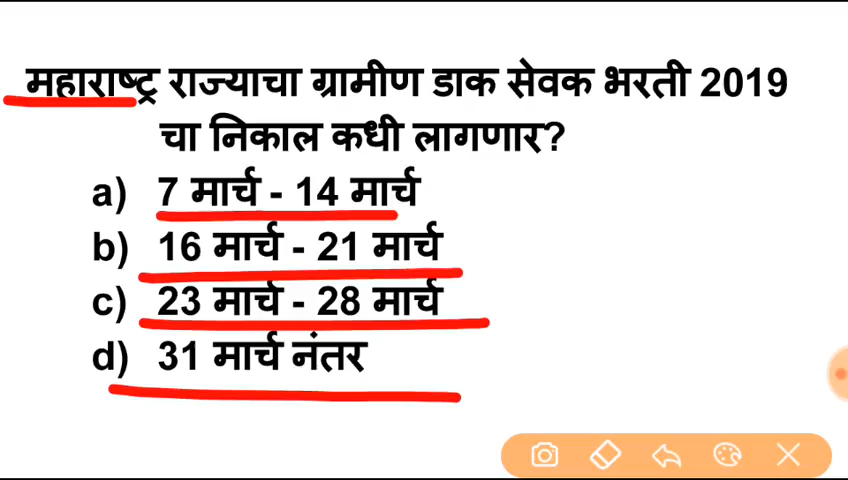 महाराष्ट्र राज्याचा ग्रामीण डाक सेवक भरती 2019
चा निकाल कधी लागणार?
a) 7 मार्च - 14 मार्च
b) 16 मार्च - 21 मार्च
c) 23 मार्च - 28 मार्च
d) 31 मार्च नंतर